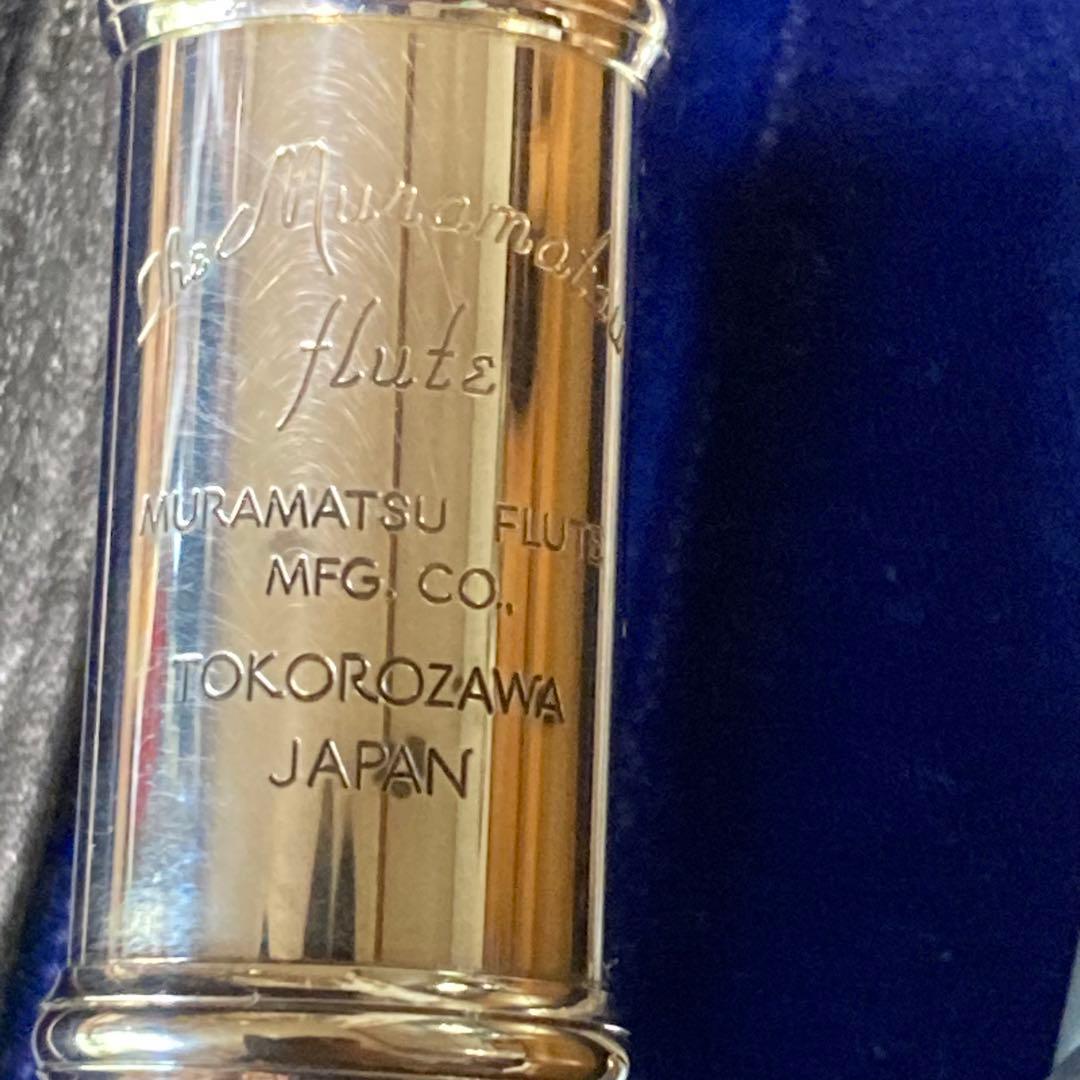 The Muramatsu
flute
MURAMATSU FLUTE
MFG. CO.,
TOKOROZAWA
JAPAN